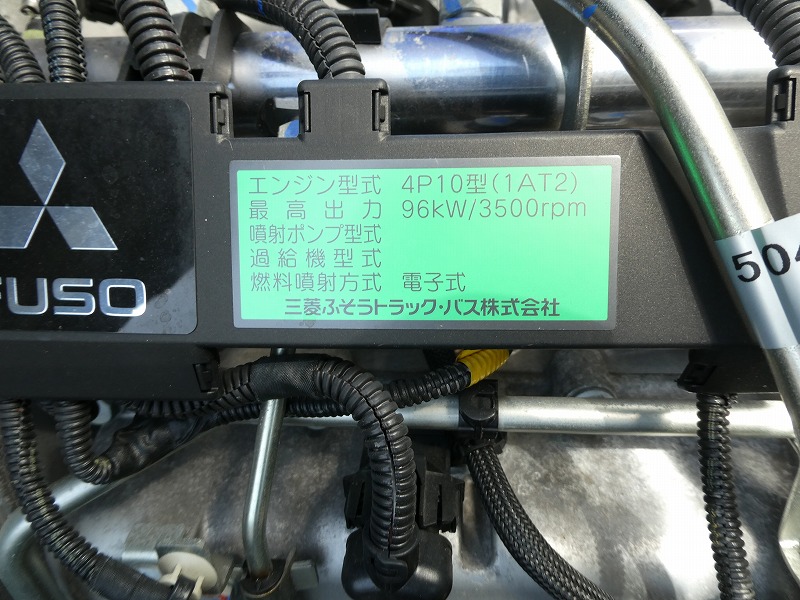 エンジン型式 4P10型(1AT2)
最高出力 96kW/3500rpm
噴射ポンプ型式
過給機型式
燃料噴射方式 電子式
三菱ふそうトラック・バス株式会社
FUSO
504